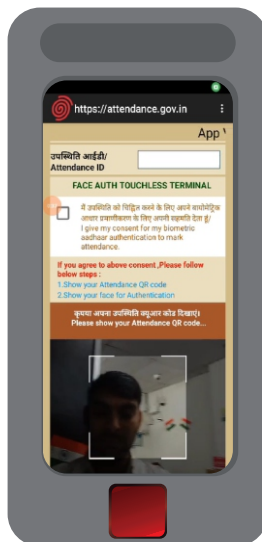 https://attendance.gov.in
App
उपस्थिति आईडी/
Attendance ID
FACE AUTH TOUCHLESS TERMINAL
मैं उपस्थिति को चिह्नित करने के लिए अपने बायोमेट्रिक
आधार प्रमाणीकरण के लिए अपनी सहमति देता हूं/
I give my consent for my biometric
aadhaar authentication to mark
attendance.
If you agree to above consent ,Please follow
below steps :
1.Show your Attendance QR code
2.Show your face for Authentication
कृपया अपना उपस्थिति क्यूआर कोड दिखाएं।
Please show your Attendance QR code...